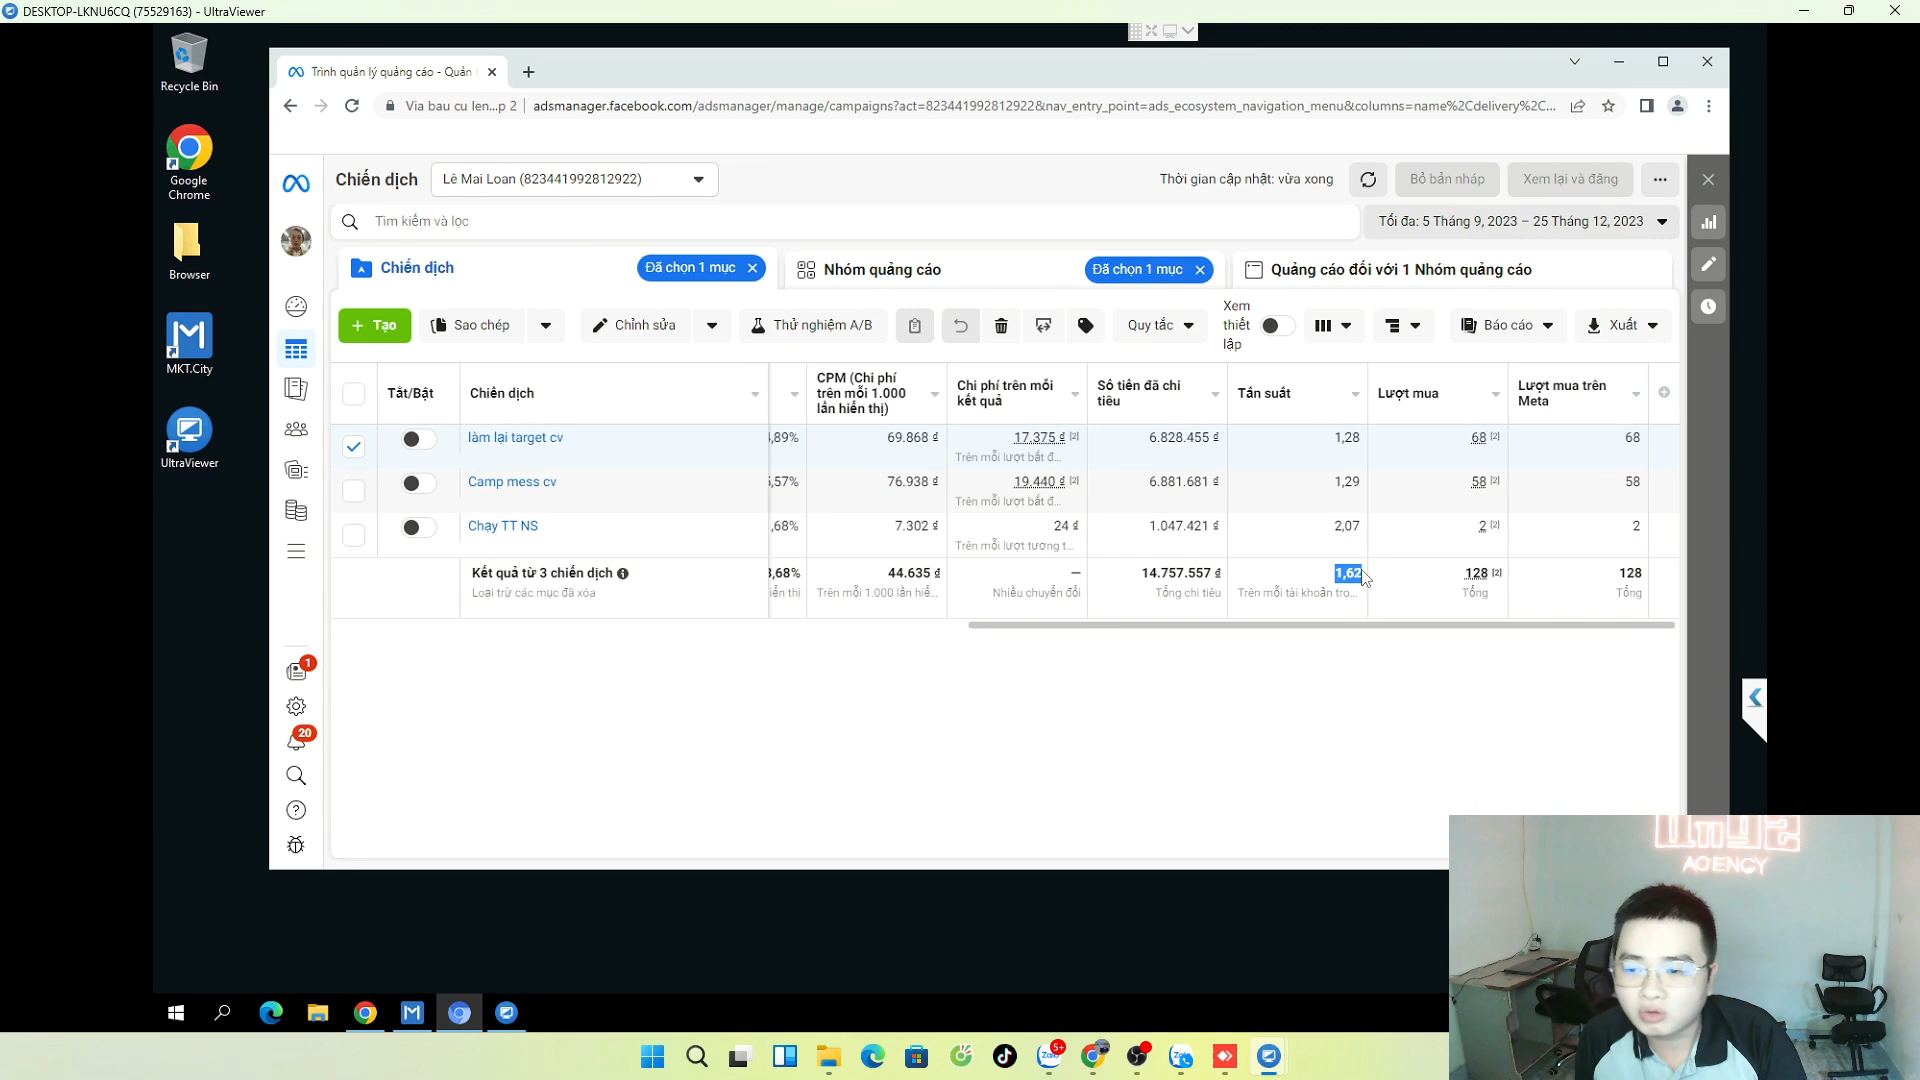 DESKTOP-LKNU6CQ (75529163) - UltraViewer
Recycle Bin
Google
Chrome
Browser
MKT.City
UltraViewer
Trình quản lý quảng cáo - Quản
Via bau cu len...p 2
adsmanager.facebook.com/adsmanager/manage/campaigns?act=823441992812922&nav_entry_point=ads_ecosystem_navigation_menu&columns=name%2Cdelivery%2C...
Chiến dịch
Lê Mai Loan (823441992812922)
Thời gian cập nhật: vừa xong
Bỏ bản nháp
Xem lại và đăng
Tìm kiếm và lọc
Tối đa: 5 Tháng 9, 2023 – 25 Tháng 12, 2023
Chiến dịch
Đã chọn 1 mục
Nhóm quảng cáo
Đã chọn 1 mục
Quảng cáo đối với 1 Nhóm quảng cáo
+ Tạo
Sao chép
Chỉnh sửa
Thử nghiệm A/B
Quy tắc
Xem
thiết
lập
Báo cáo
Xuất
Tắt/Bật
Chiến dịch
CPM (Chi phí
trên mỗi 1.000
lần hiển thị)
Chi phí trên mỗi
kết quả
Số tiền đã chi
tiêu
Tần suất
Lượt mua
Lượt mua trên
Meta
làm lại target cv
,89%
69.868 ₫
17.375 ₫ [2]
Trên mỗi lượt bắt đ...
6.828.455 ₫
1,28
68 [2]
68
Camp mess cv
,57%
76.938 ₫
19.440 ₫ [2]
Trên mỗi lượt bắt đ...
6.881.681 ₫
1,29
58 [2]
58
Chạy TT NS
,68%
7.302 ₫
24 ₫
Trên mỗi lượt tương t...
1.047.421 ₫
2,07
2 [2]
2
Kết quả từ 3 chiến dịch
Loại trừ các mục đã xóa
,68%
44.635 ₫
Trên mỗi 1.000 lần hiể...
—
Nhiều chuyển đổi
14.757.557 ₫
Tổng chi tiêu
1,62
Trên mỗi tài khoản tro...
128 [2]
Tổng
128
Tổng
1
20
AGENCY
5+
Zalo